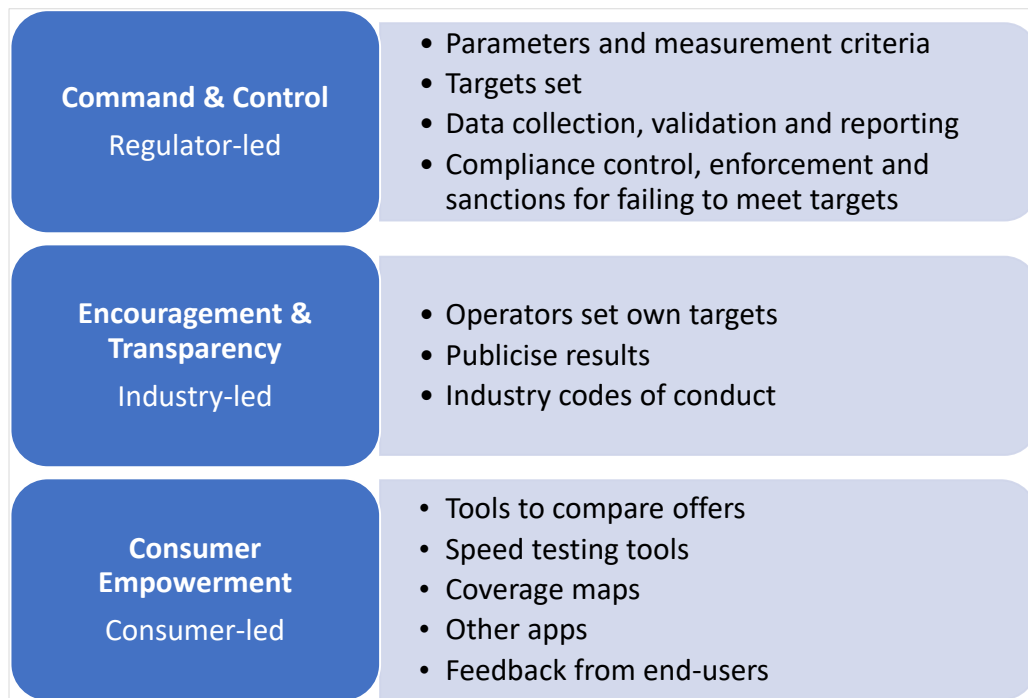 Command & Control
Regulator-led
• Parameters and measurement criteria
• Targets set
• Data collection, validation and reporting
• Compliance control, enforcement and
sanctions for failing to meet targets
Encouragement &
Transparency
Industry-led
• Operators set own targets
• Publicise results
• Industry codes of conduct
Consumer
Empowerment
Consumer-led
• Tools to compare offers
• Speed testing tools
• Coverage maps
• Other apps
• Feedback from end-users